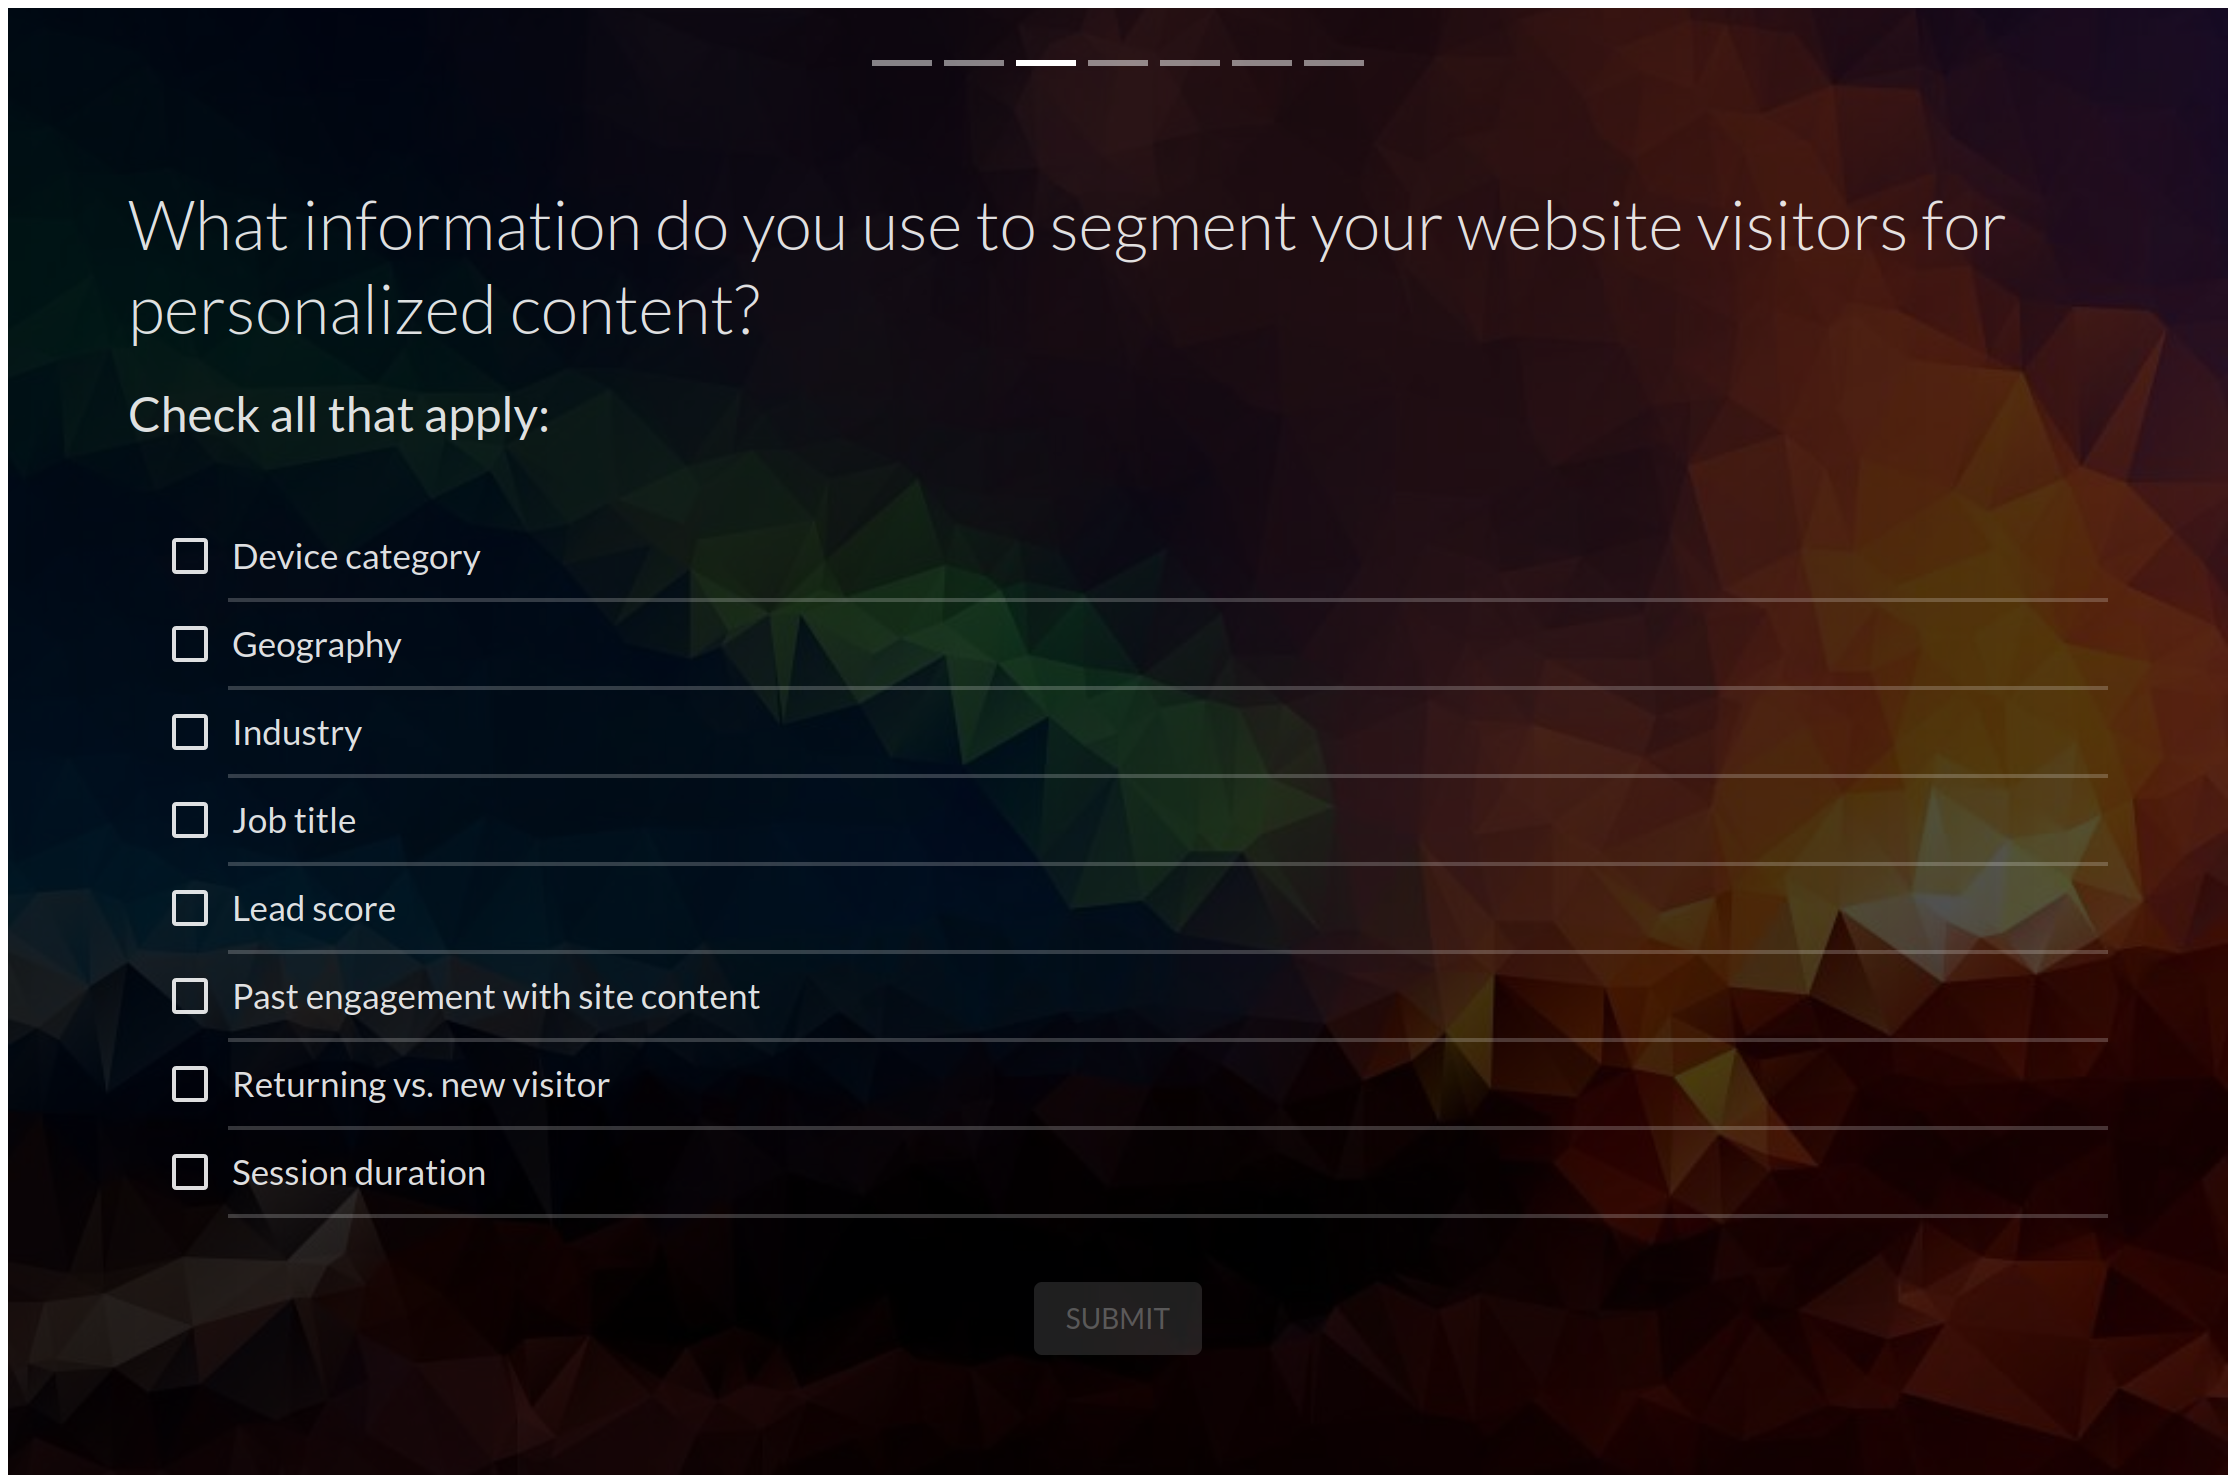 What information do you use to segment your website visitors for
personalized content?
Check all that apply:
Device category
Geography
Industry
Job title
Lead score
Past engagement with site content
Returning vs. new visitor
Session duration
SUBMIT